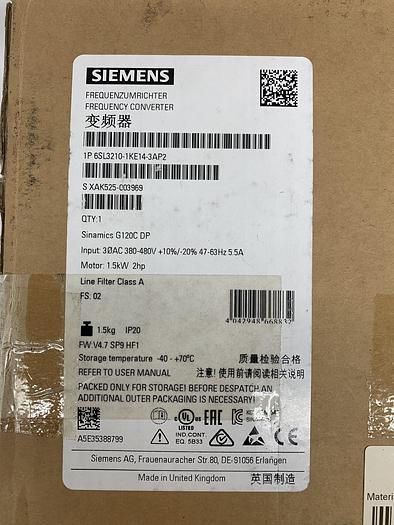 SIEMENS
FREQUENZUMRICHTER
FREQUENCY CONVERTER
变频器
1P 6SL3210-1KE14-3AP2
S XAK525-003969
QTY:1
Sinamics G120C DP
Input: 3ØAC 380-480V +10%/-20% 47-63Hz 5.5A
Motor: 1.5kW 2hp
Line Filter Class A
FS: 02
4 042948 668832
1.5kg IP20
FW:V4.7 SP9 HF1
Storage temperature -40 - +70°C
质量检验合格
REFER TO USER MANUAL 注意! 使用前请阅读相关说明
PACKED ONLY FOR STORAGE! BEFORE DESPATCH AN
ADDITIONAL OUTER PACKAGING IS NECESSARY!
UL
LISTED
IND.CONT.
EQ. 5B33
EAC
CE
A5E35388799
Siemens AG, Frauenauracher Str.80, DE-91056 Erlangen
Made in United Kingdom 英国制造
Materia